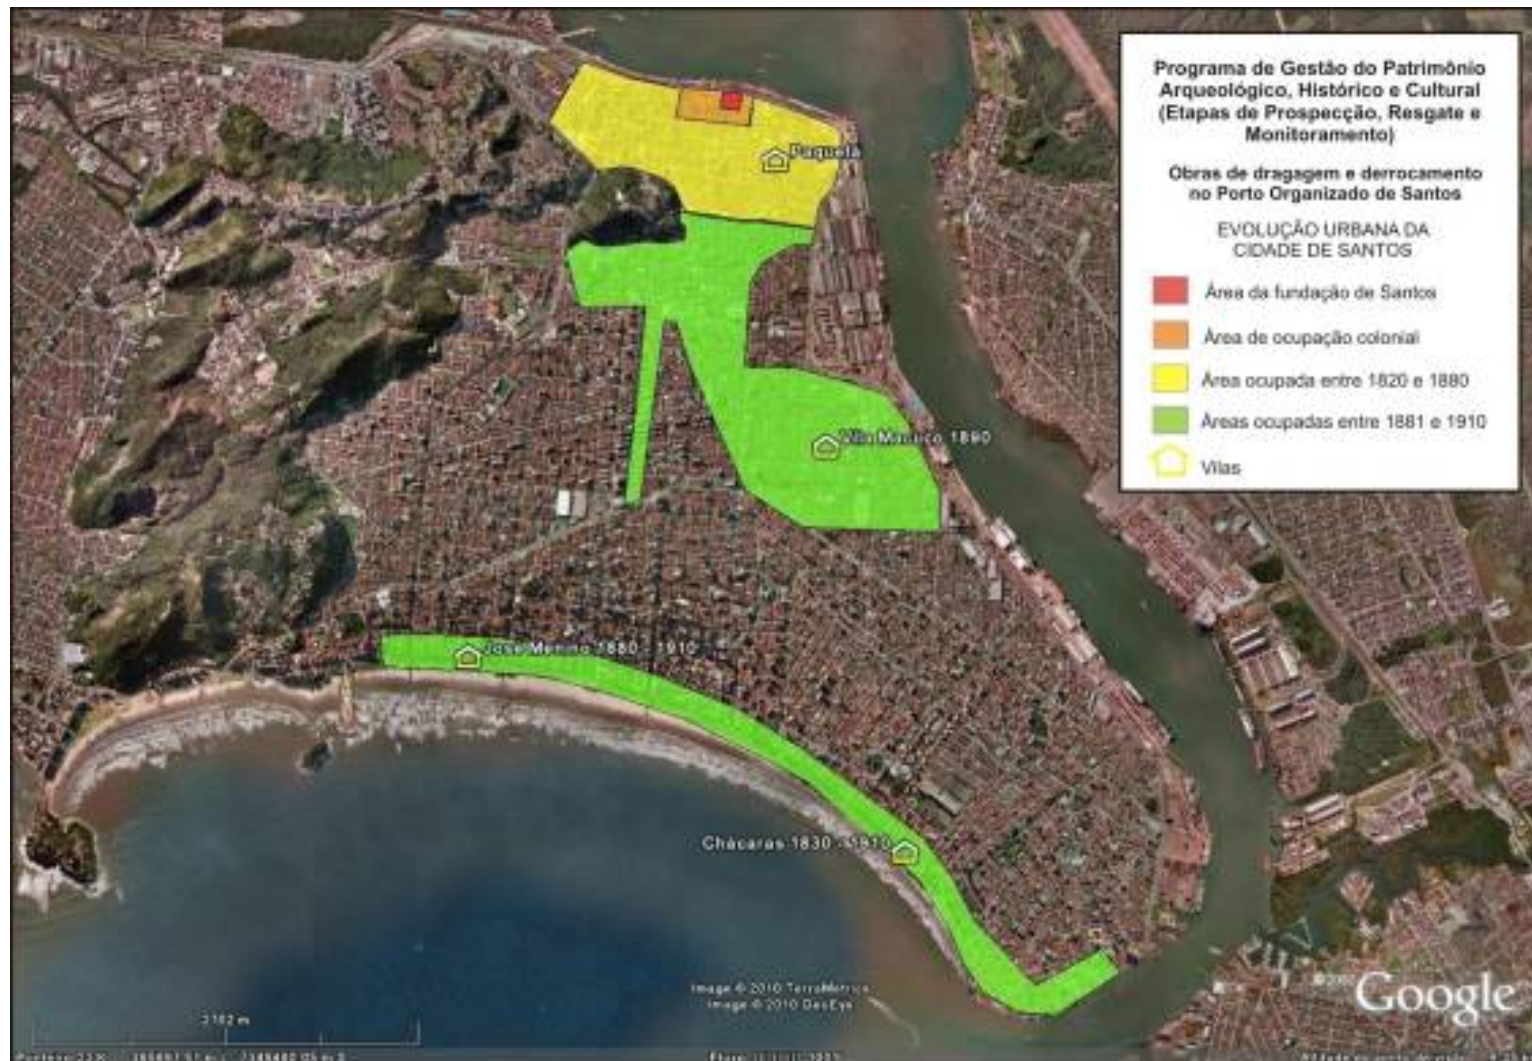 Programa de Gestão do Patrimônio
Arqueológico, Histórico e Cultural
(Etapas de Prospecção, Resgate e
Monitoramento)
Obras de dragagem e derrocamento
no Porto Organizado de Santos
EVOLUÇÃO URBANA DA
CIDADE DE SANTOS
Área da fundação de Santos
Área de ocupação colonial
Área ocupada entre 1820 e 1880
Áreas ocupadas entre 1881 e 1910
Vilas
Paquetá
Vila Macuco 1890
José Menino 1880 - 1910
Chácaras 1830 - 1910
Image © 2010 TerraMetrics
Image © 2010 GeoEye
Google
2102 m